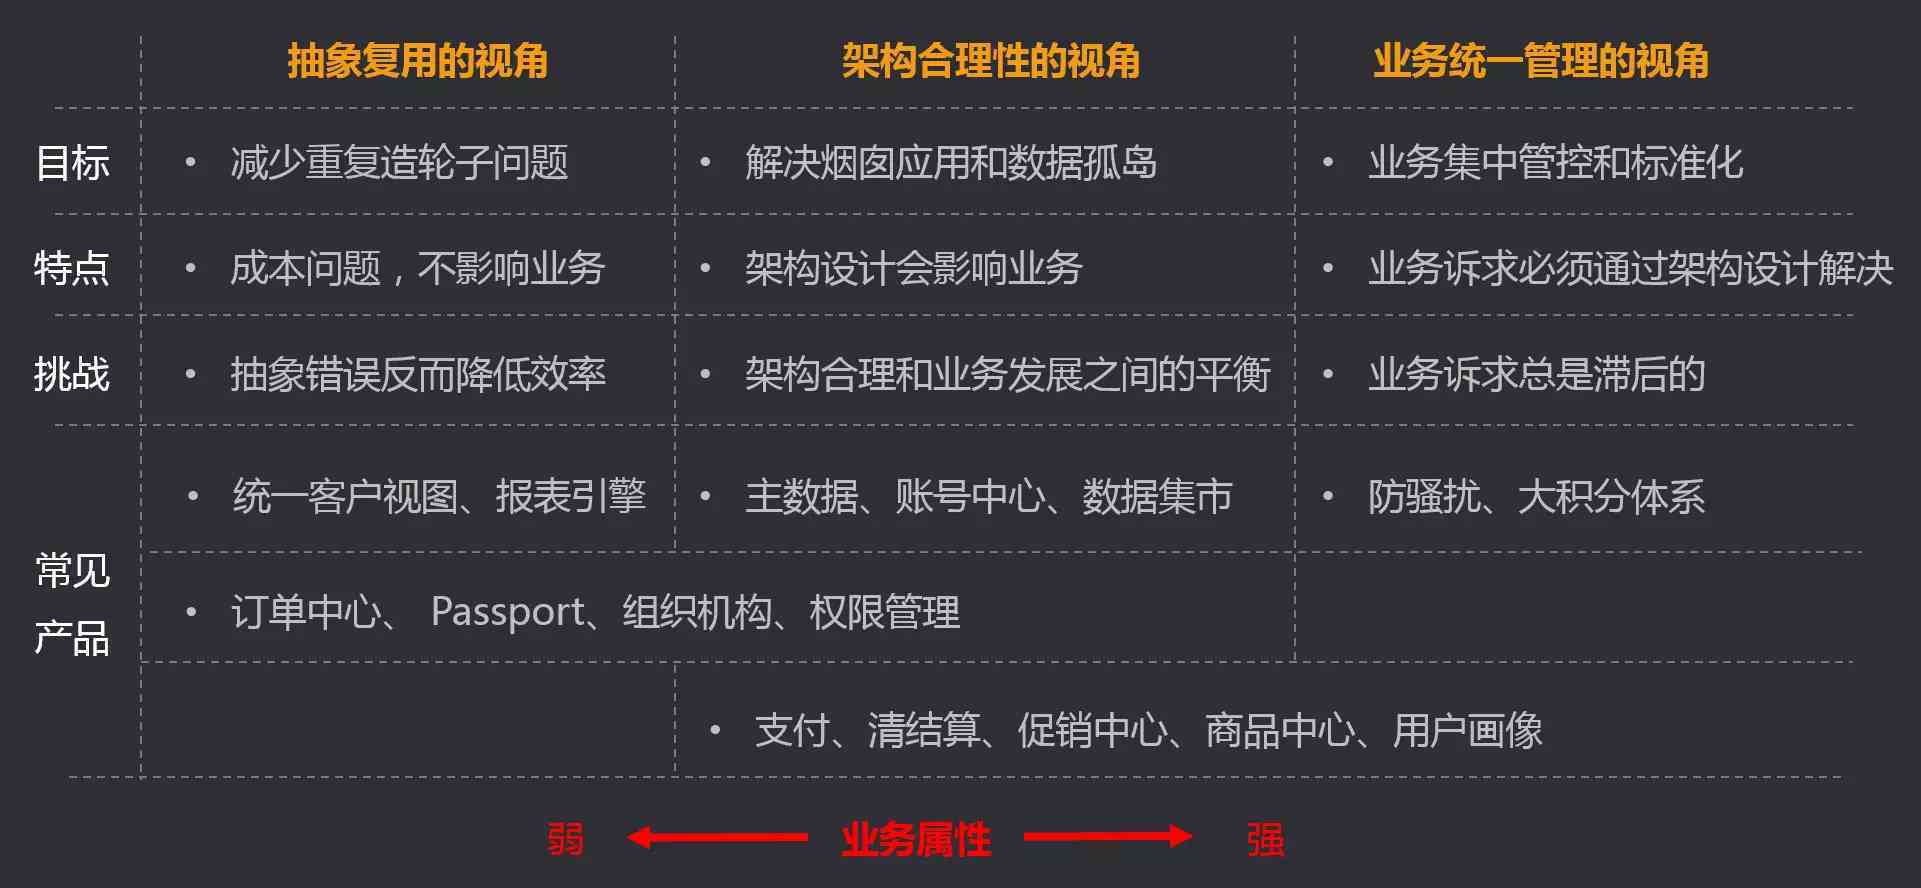 抽象复用的视角 架构合理性的视角 业务统一管理的视角
目标 • 减少重复造轮子问题 • 解决烟囱应用和数据孤岛 • 业务集中管控和标准化
特点 • 成本问题，不影响业务 • 架构设计会影响业务 • 业务诉求必须通过架构设计解决
挑战 • 抽象错误反而降低效率 • 架构合理和业务发展之间的平衡 • 业务诉求总是滞后的
• 统一客户视图、报表引擎 • 主数据、账号中心、数据集市 • 防骚扰、大积分体系
常见
产品
• 订单中心、 Passport、组织机构、权限管理
• 支付、清结算、促销中心、商品中心、用户画像
弱 业务属性 强